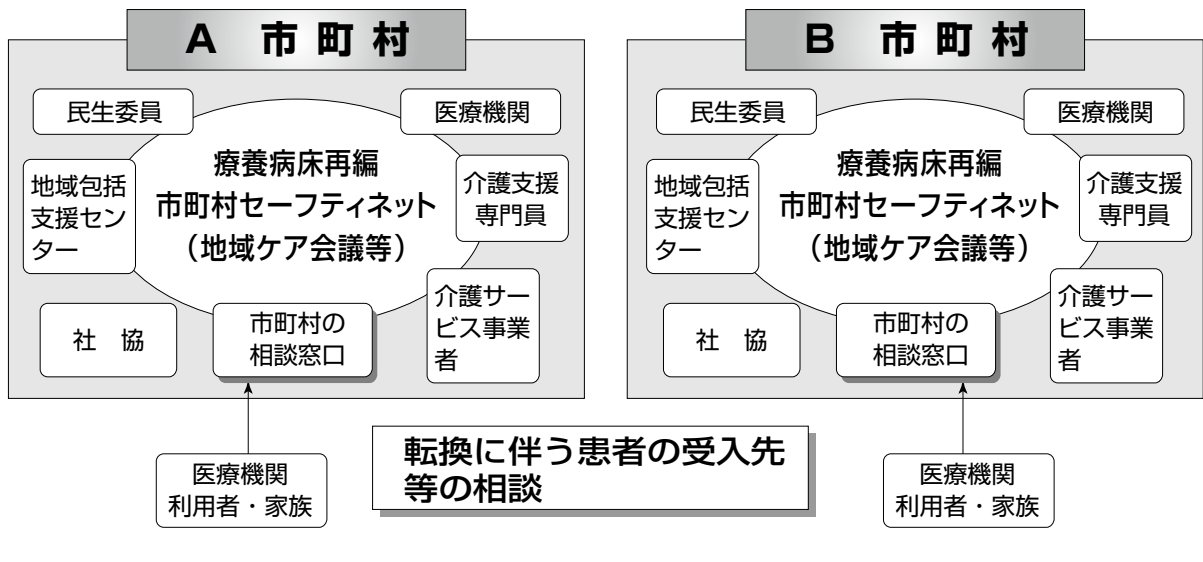 A 市町村
民生委員
医療機関
療養病床再編
市町村セーフティネット
（地域ケア会議等）
地域包括
支援セン
ター
介護支援
専門員
社 協
市町村の
相談窓口
介護サー
ビス事業
者
医療機関
利用者・家族
B 市町村
民生委員
医療機関
療養病床再編
市町村セーフティネット
（地域ケア会議等）
地域包括
支援セン
ター
介護支援
専門員
社 協
市町村の
相談窓口
介護サー
ビス事業
者
転換に伴う患者の受入先
等の相談
医療機関
利用者・家族